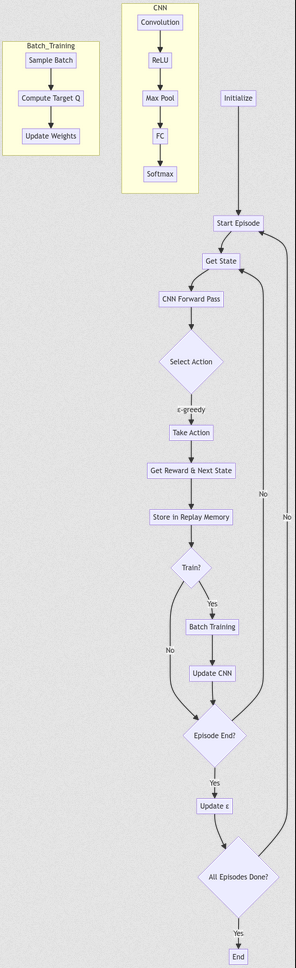 Batch_Training
Sample Batch
Compute Target Q
Update Weights
CNN
Convolution
ReLU
Max Pool
FC
Softmax
Initialize
Start Episode
Get State
CNN Forward Pass
Select Action
ε-greedy
Take Action
Get Reward & Next State
Store in Replay Memory
Train?
Yes
No
Batch Training
Update CNN
Episode End?
No
Yes
Update ε
All Episodes Done?
No
Yes
End